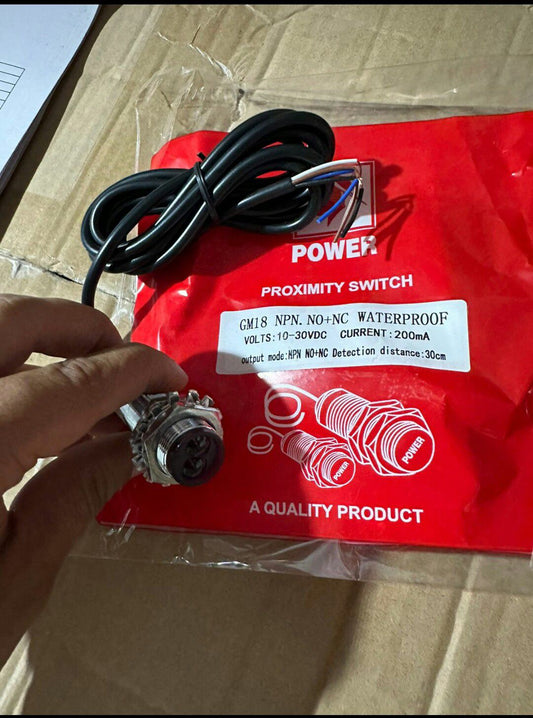 POWER
PROXIMITY SWITCH
GM18 NPN. NO+NC WATERPROOF
VOLTS:10-30VDC CURRENT:200mA
output mode:NPN NO+NC Detection distance:30cm
POWER
POWER
A QUALITY PRODUCT